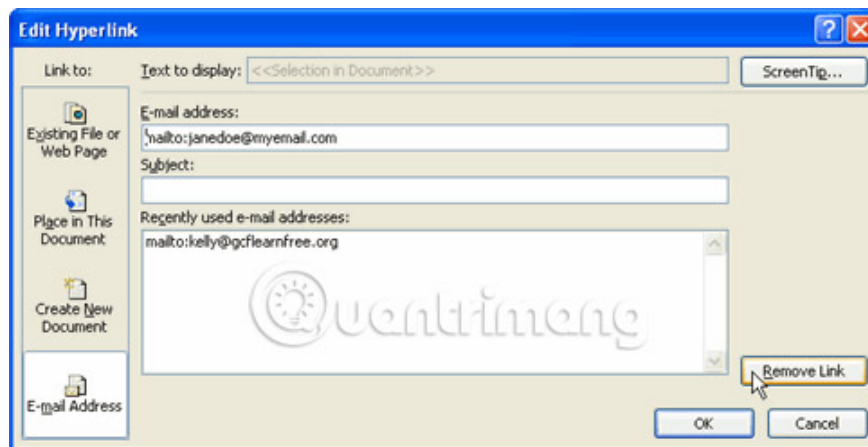 Edit Hyperlink
Link to:
Text to display: <<Selection in Document>>
ScreenTip...
Existing File or
Web Page
Place in This
Document
Create New
Document
E-mail Address
E-mail address:
mailto:janedoe@myemail.com
Subject:
Recently used e-mail addresses:
mailto:kelly@gcflearnfree.org
Quantrimang
Remove Link
OK
Cancel